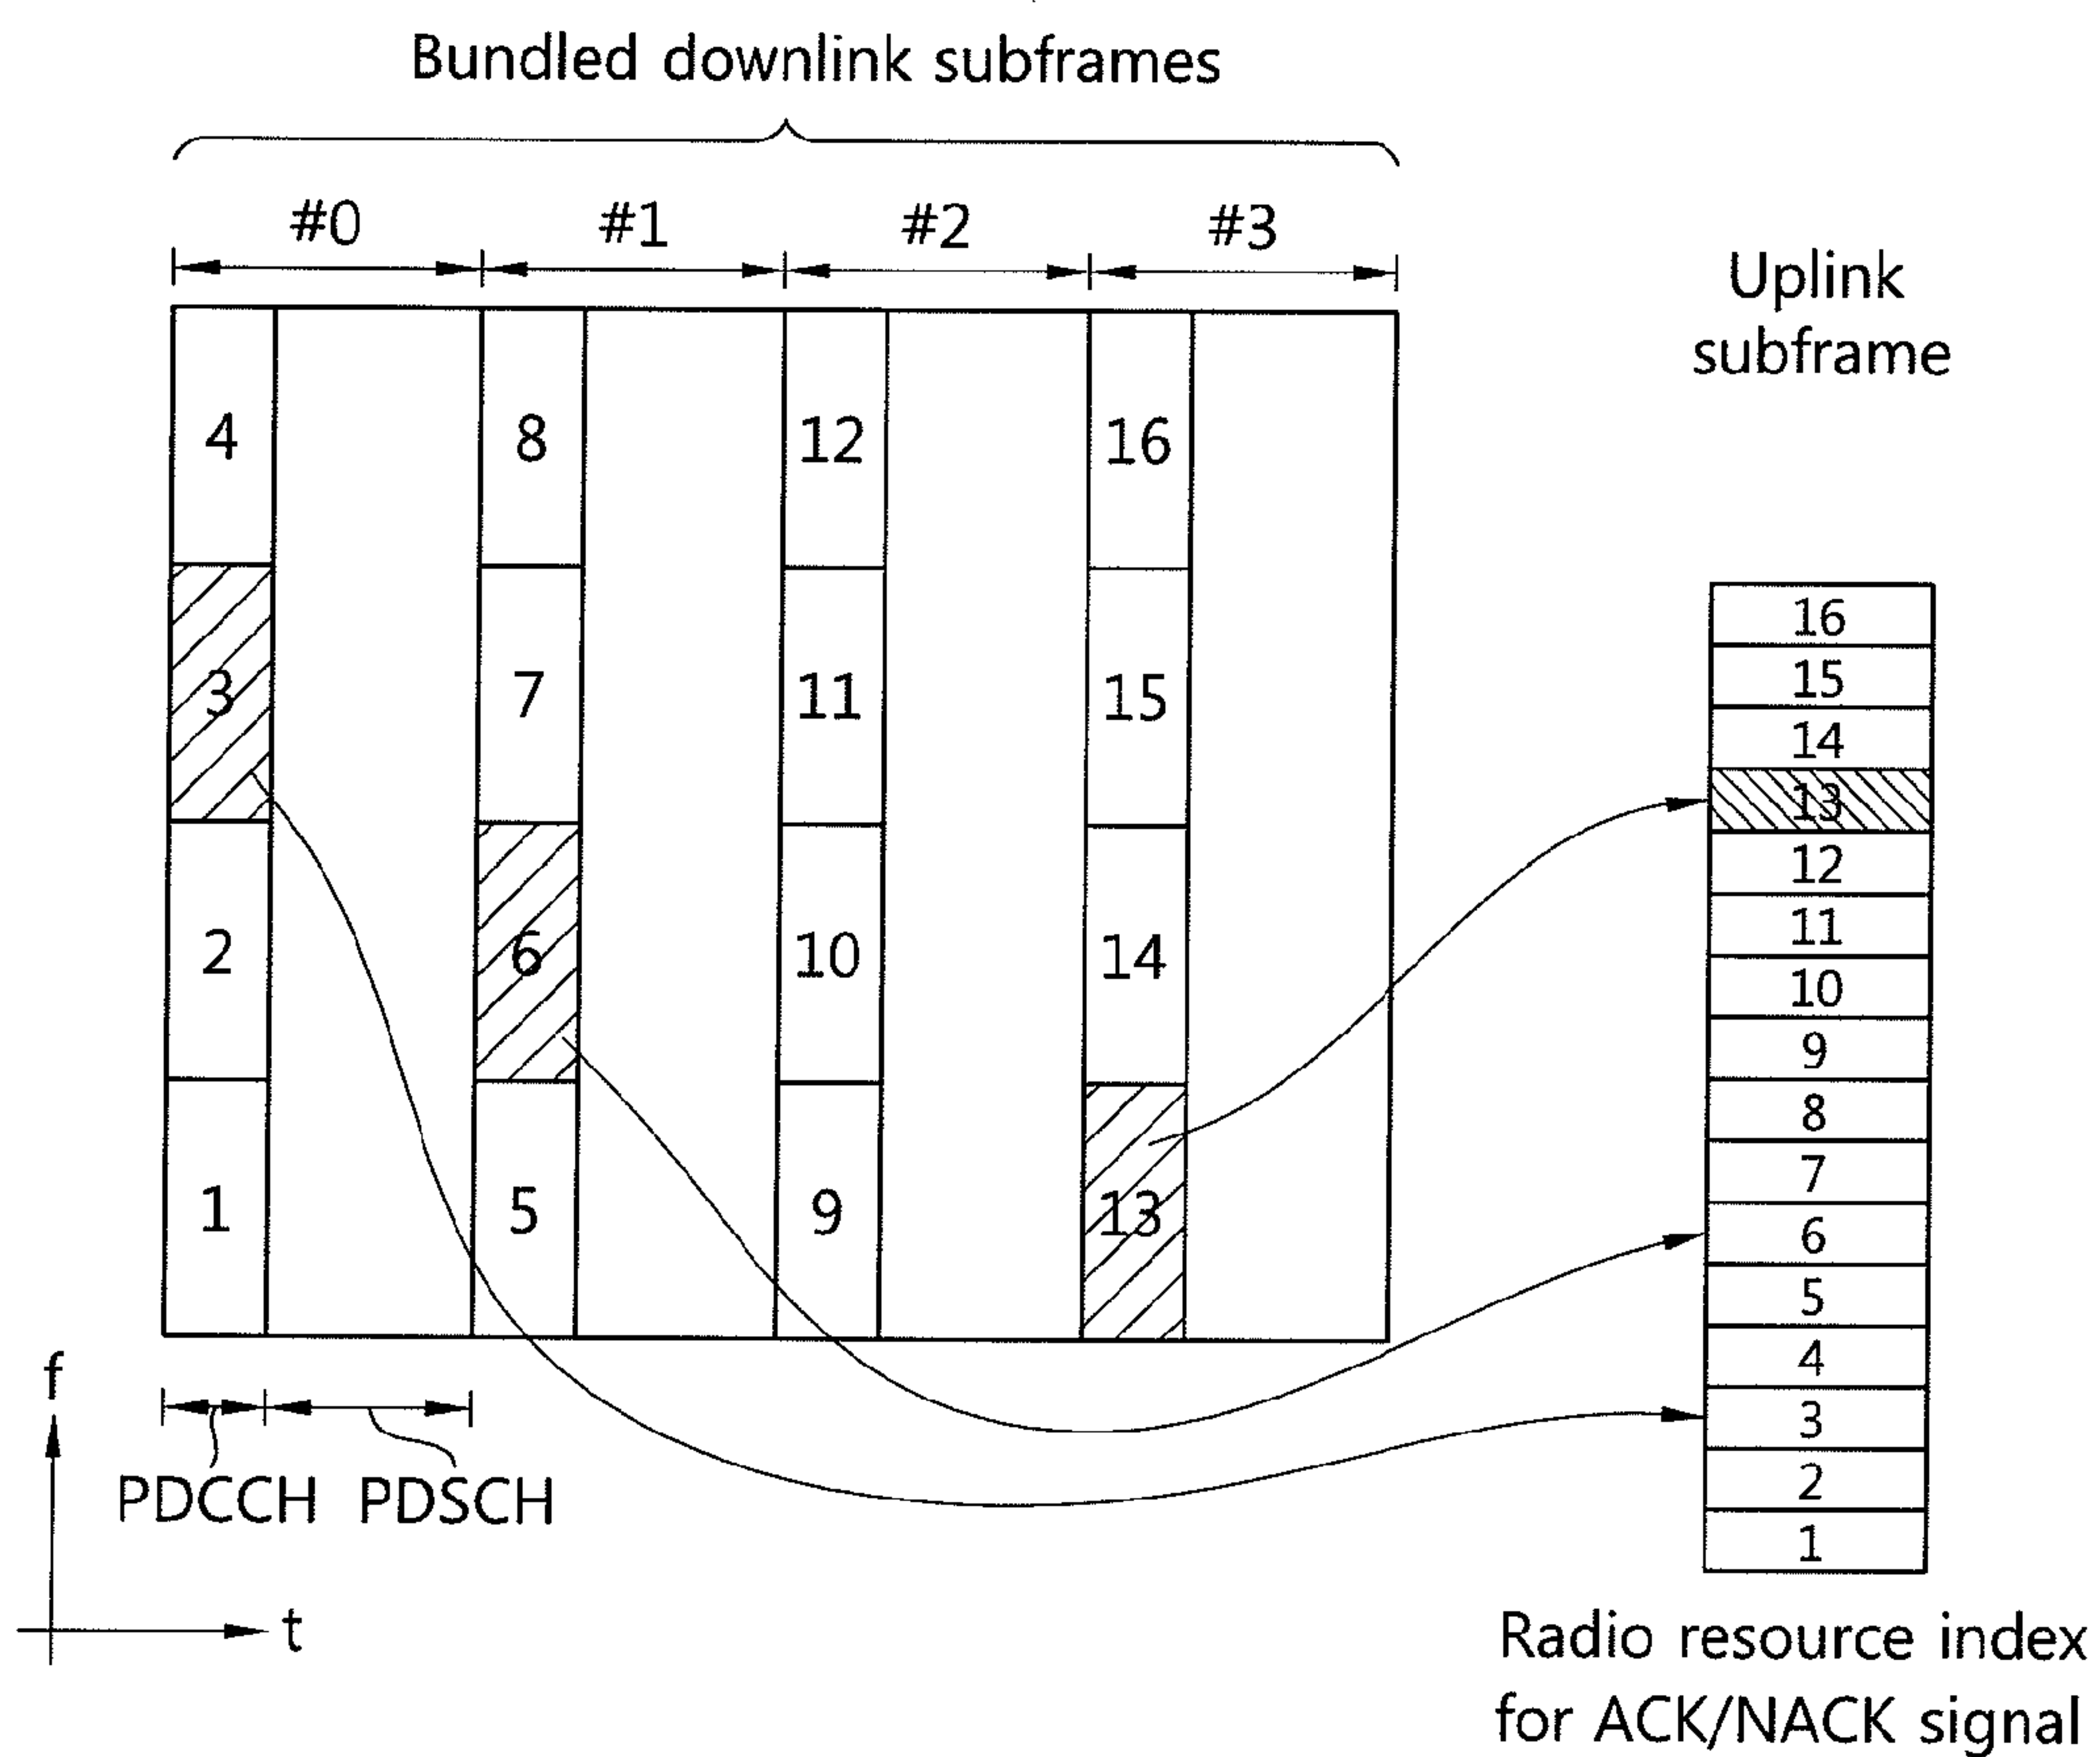 Bundled downlink subframes
#0 #1 #2 #3
Uplink
subframe
4 8 12 16
3 7 11 15
2 6 10 14
1 5 9 13
16
15
14
13
12
11
10
9
8
7
6
5
4
3
2
1
f
PDCCH PDSCH
t
Radio resource index
for ACK/NACK signal